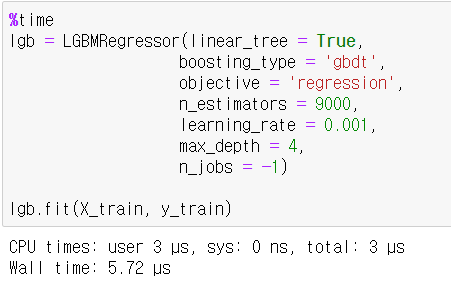 %time
lgb = LGBMRegressor(linear_tree = True,
boosting_type = 'gbdt',
objective = 'regression',
n_estimators = 9000,
learning_rate = 0.001,
max_depth = 4,
n_jobs = -1)
lgb.fit(X_train, y_train)
CPU times: user 3 µs, sys: 0 ns, total: 3 µs
Wall time: 5.72 µs